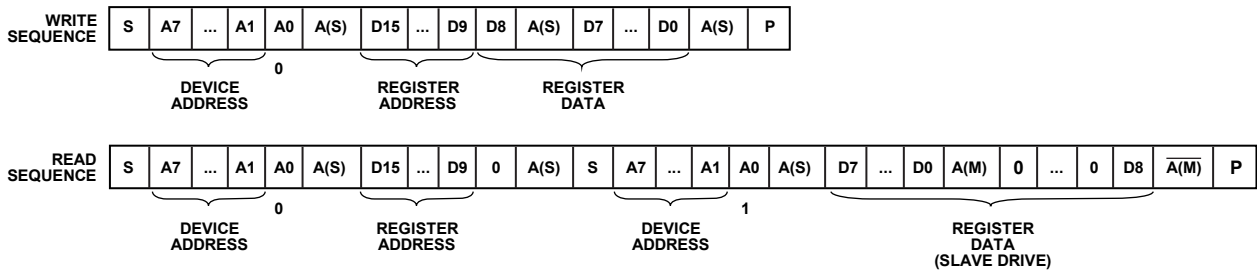 WRITE
SEQUENCE
S A7 ... A1 A0 A(S) D15 ... D9 D8 A(S) D7 ... D0 A(S) P
0
DEVICE
ADDRESS
REGISTER
ADDRESS
REGISTER
DATA
READ
SEQUENCE
S A7 ... A1 A0 A(S) D15 ... D9 0 A(S) S A7 ... A1 A0 A(S) D7 ... D0 A(M) 0 ... 0 D8 A(M) P
0 1
DEVICE
ADDRESS
REGISTER
ADDRESS
DEVICE
ADDRESS
REGISTER
DATA
(SLAVE DRIVE)